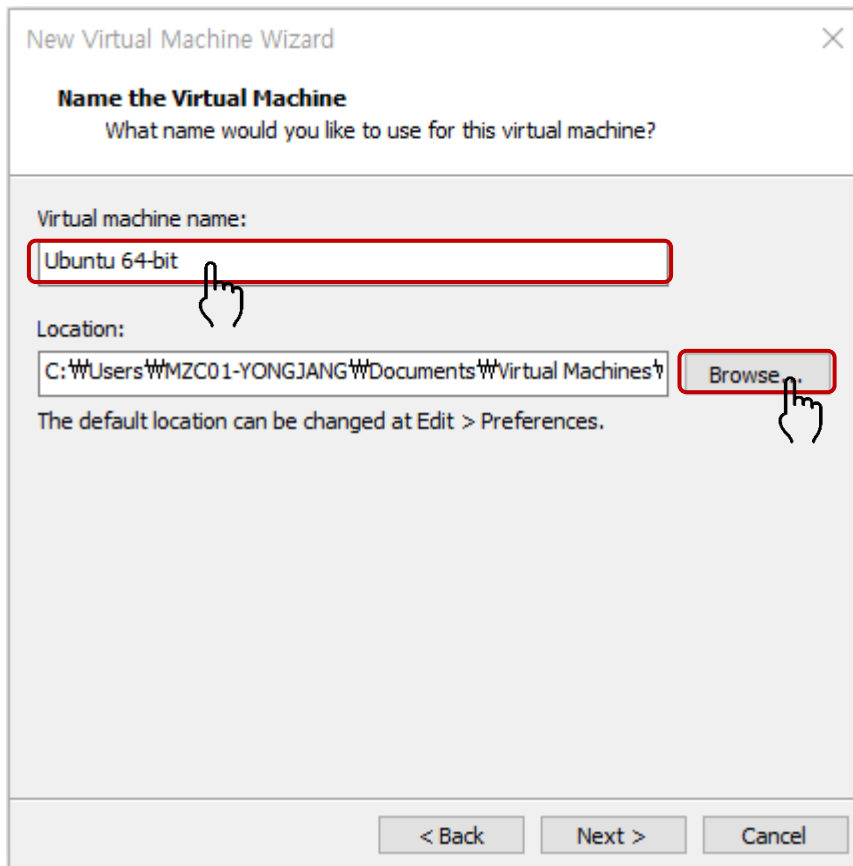 New Virtual Machine Wizard
Name the Virtual Machine
What name would you like to use for this virtual machine?
Virtual machine name:
Ubuntu 64-bit
Location:
C:₩Users₩MZC01-YONGJANG₩Documents₩Virtual Machines₩
Browse...
The default location can be changed at Edit > Preferences.
< Back
Next >
Cancel